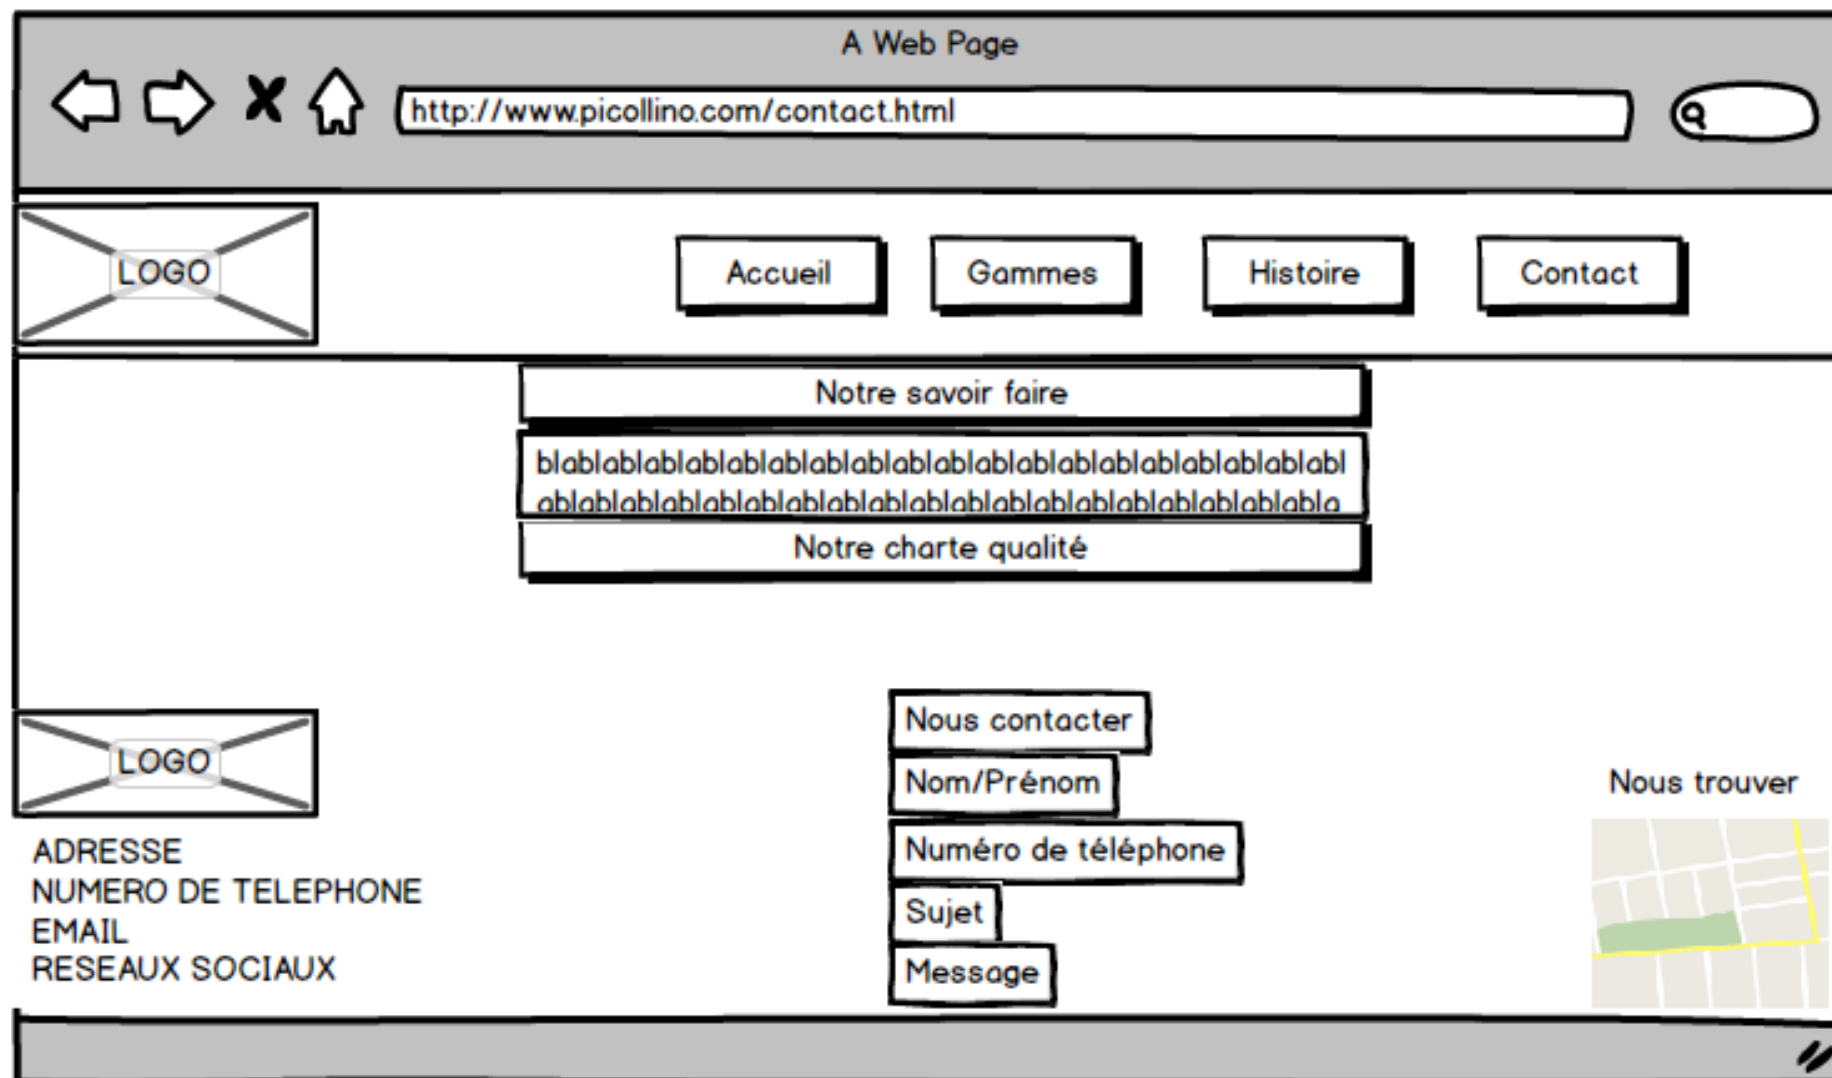 A Web Page
http://www.picollino.com/contact.html
LOGO
Accueil
Gammes
Histoire
Contact
Notre savoir faire
blablablablablablablablablablablablablablablablablablablabl
ablablablablablablablablablablablablablablablablablablabla
Notre charte qualité
LOGO
ADRESSE
NUMERO DE TELEPHONE
EMAIL
RESEAUX SOCIAUX
Nous contacter
Nom/Prénom
Numéro de téléphone
Sujet
Message
Nous trouver